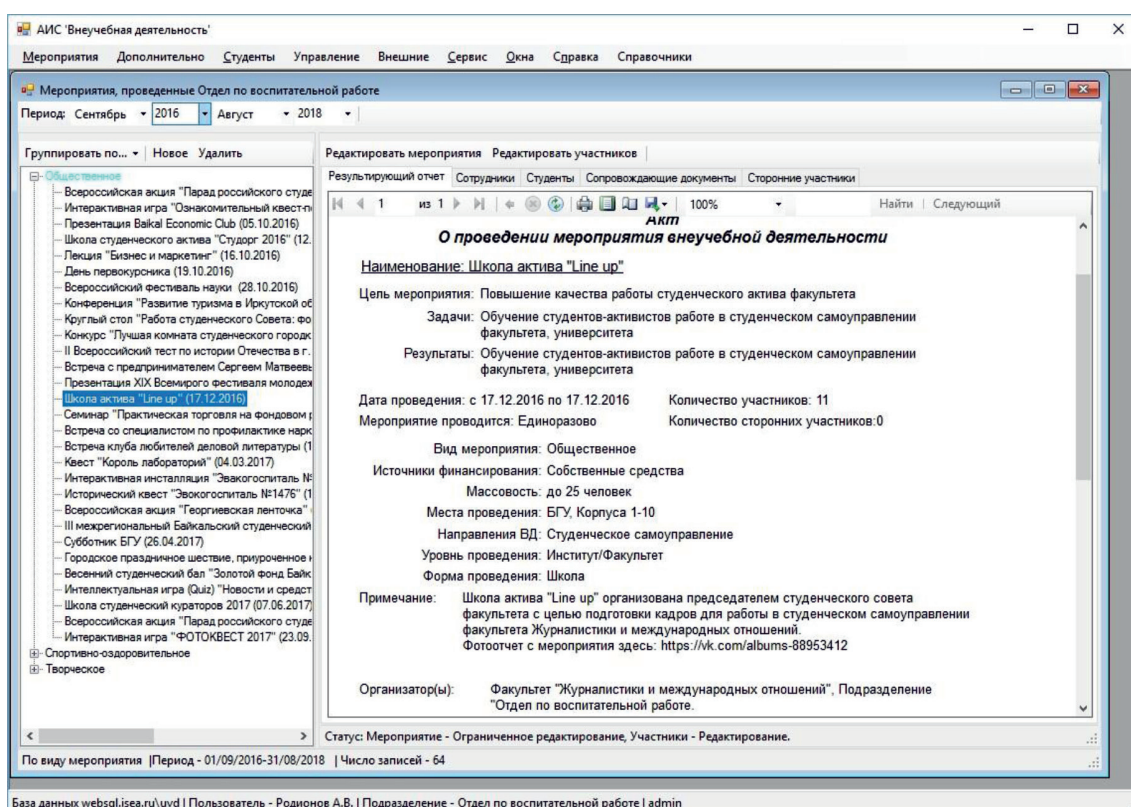 АИС 'Внеучебная деятельность'
Мероприятия Дополнительно Студенты Управление Внешние Сервис Окна Справка Справочники
Мероприятия, проведенные Отдел по воспитательной работе
Период: Сентябрь 2016 Август 2018
Группировать по... Новое Удалить
Общественное
Всероссийская акция "Парад российского студе
Интерактивная игра "Ознакомительный квест-п
Презентация Baikal Economic Club (05.10.2016)
Школа студенческого актива "Студорг 2016" (12.
Лекция "Бизнес и маркетинг" (16.10.2016)
День первокурсника (19.10.2016)
Всероссийский фестиваль науки (28.10.2016)
Конференция "Развитие туризма в Иркутской об
Круглый стол "Работа студенческого Совета: фо
Конкурс "Лучшая комната студенческого городк
II Всероссийский тест по истории Отечества в г.
Встреча с предпринимателем Сергеем Матвеевы
Презентация XIX Всемирого фестиваля молодеж
Школа актива "Line up" (17.12.2016)
Семинар "Практическая торговля на фондовом р
Встреча со специалистом по профилактике нарк
Встреча клуба любителей деловой литературы (1
Квест "Король лабораторий" (04.03.2017)
Интерактивная инсталляция "Эвакогоспиталь №
Исторический квест "Эвокогоспиталь №1476" (1
Всероссийская акция "Георгиевская ленточка"
III межрегиональный Байкальский студенческий
Субботник БГУ (26.04.2017)
Городское праздничное шествие, приуроченное
Весенний студенческий бал "Золотой Фонд Байк
Интеллектуальная игра (Quiz) "Новости и средст
Школа студенческий кураторов 2017 (07.06.2017)
Всероссийская акция "Парад российского студе
Интерактивная игра "ФОТОКВЕСТ 2017" (23.09.
Спортивно-оздоровительное
Творческое
Редактировать мероприятия Редактировать участников
Результирующий отчет Сотрудники Студенты Сопровождающие документы Сторонние участники
1 из 1 100% Найти Следующий
Акт
О проведении мероприятия внеучебной деятельности
Наименование: Школа актива "Line up"
Цель мероприятия: Повышение качества работы студенческого актива факультета
Задачи: Обучение студентов-активистов работе в студенческом самоуправлении
факультета, университета
Результаты: Обучение студентов-активистов работе в студенческом самоуправлении
факультета, университета
Дата проведения: с 17.12.2016 по 17.12.2016 Количество участников: 11
Мероприятие проводится: Единоразово Количество сторонних участников:0
Вид мероприятия: Общественное
Источники финансирования: Собственные средства
Массовость: до 25 человек
Места проведения: БГУ, Корпуса 1-10
Направления ВД: Студенческое самоуправление
Уровнь проведения: Институт/Факультет
Форма проведения: Школа
Примечание: Школа актива "Line up" организована председателем студенческого совета
факультета с целью подготовки кадров для работы в студенческом самоуправлении
факультета Журналистики и международных отношений.
Фотоотчет с мероприятия здесь: https://vk.com/albums-88953412
Организатор(ы): Факультет "Журналистики и международных отношений", Подразделение
"Отдел по воспитательной работе.
Статус: Мероприятие - Ограниченное редактирование, Участники - Редактирование.
По виду мероприятия |Период - 01/09/2016-31/08/2018 |Число записей - 64
База данных websql.isea.ru\uvd | Пользователь - Родионов А.В. | Подразделение - Отдел по воспитательной работе | admin